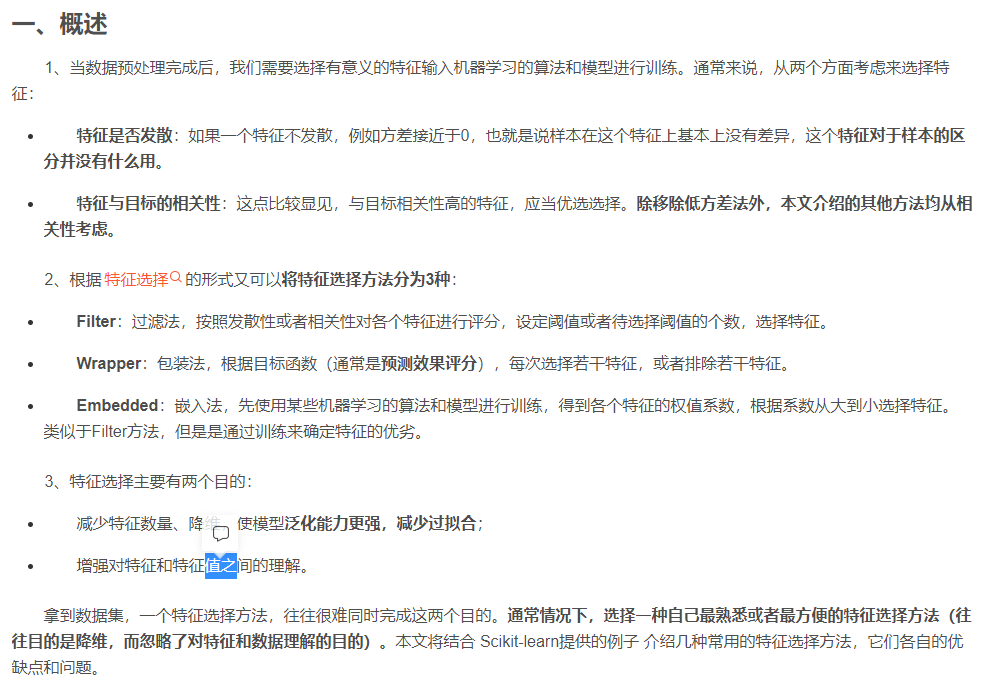 一、概述
1、当数据预处理完成后，我们需要选择有意义的特征输入机器学习的算法和模型进行训练。通常来说，从两个方面考虑来选择特
征：
• 特征是否发散：如果一个特征不发散，例如方差接近于0，也就是说样本在这个特征上基本上没有差异，这个特征对于样本的区
分并没有什么用。
• 特征与目标的相关性：这点比较显见，与目标相关性高的特征，应当优选选择。除移除低方差法外，本文介绍的其他方法均从相
关性考虑。
2、根据 特征选择 的形式又可以将特征选择方法分为3种：
• Filter：过滤法，按照发散性或者相关性对各个特征进行评分，设定阈值或者待选择阈值的个数，选择特征。
• Wrapper：包装法，根据目标函数（通常是预测效果评分），每次选择若干特征，或者排除若干特征。
• Embedded：嵌入法，先使用某些机器学习的算法和模型进行训练，得到各个特征的权值系数，根据系数从大到小选择特征。
类似于Filter方法，但是是通过训练来确定特征的优劣。
3、特征选择主要有两个目的：
• 减少特征数量、降维，使模型泛化能力更强，减少过拟合；
• 增强对特征和特征值之间的理解。
拿到数据集，一个特征选择方法，往往很难同时完成这两个目的。通常情况下，选择一种自己最熟悉或者最方便的特征选择方法（往
往目的是降维，而忽略了对特征和数据理解的目的）。本文将结合 Scikit-learn提供的例子 介绍几种常用的特征选择方法，它们各自的优
缺点和问题。